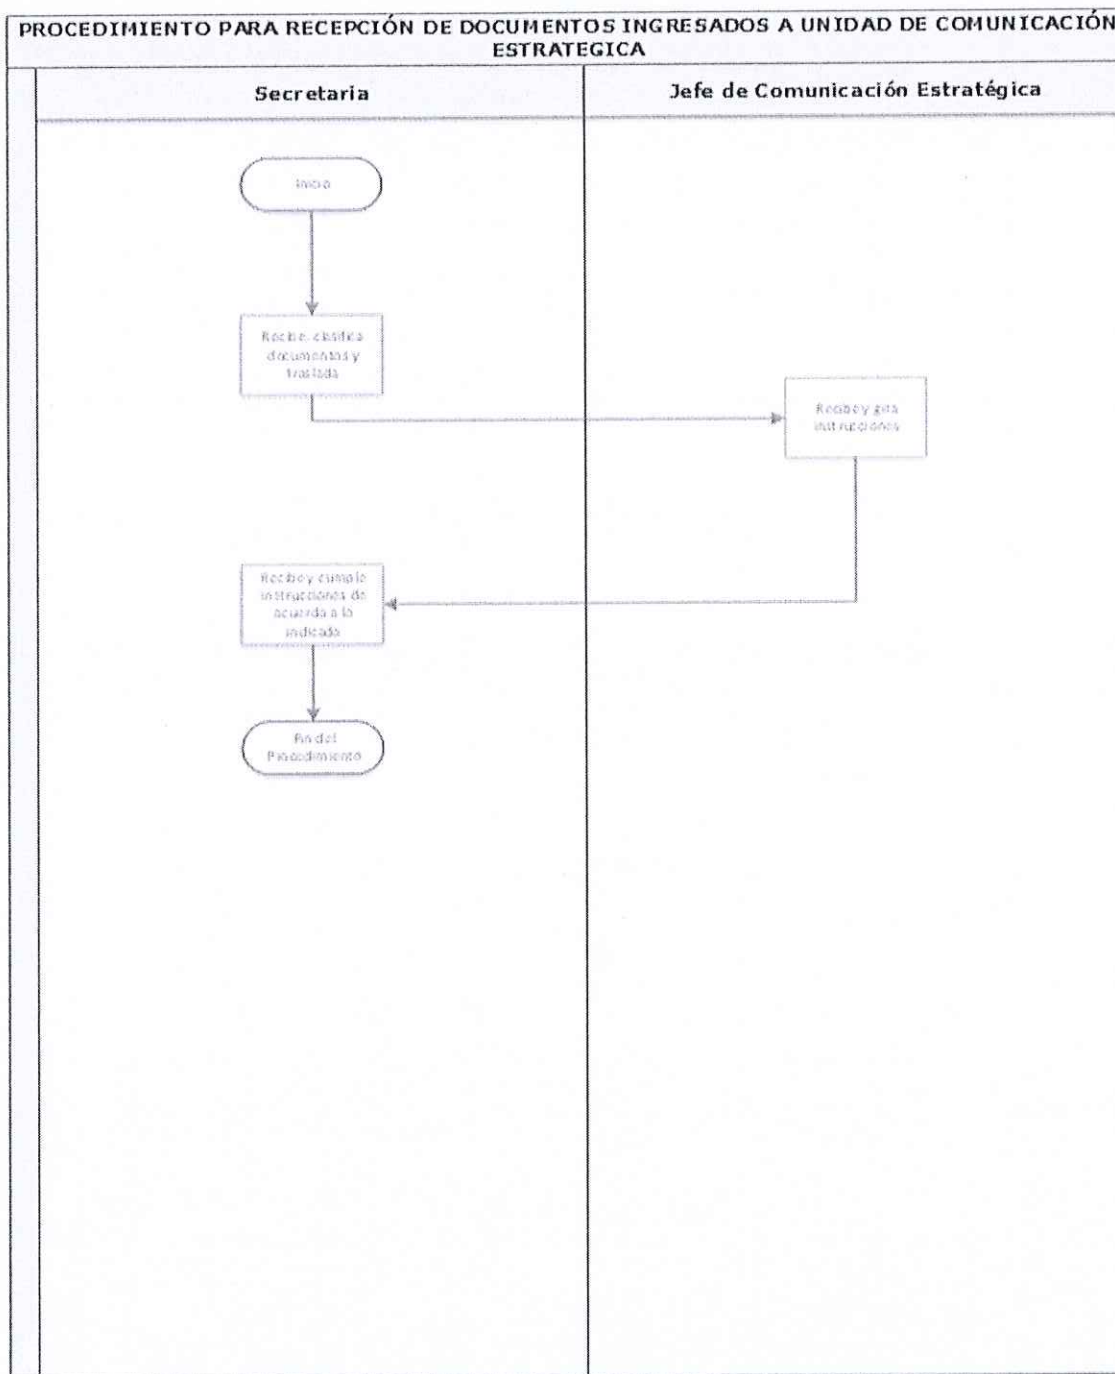 PROCEDIMIENTO PARA RECEPCIÓN DE DOCUMENTOS INGRESADOS A UNIDAD DE COMUNICACIÓN
ESTRATEGICA
Secretaria
Jefe de Comunicación Estratégica
Inicio
Recibe, clasifica
documentos y
traslada
Recibe y gira
instrucciones
Recibe y cumple
instrucciones de
acuerdo a lo
indicado
Fin del
Procedimiento